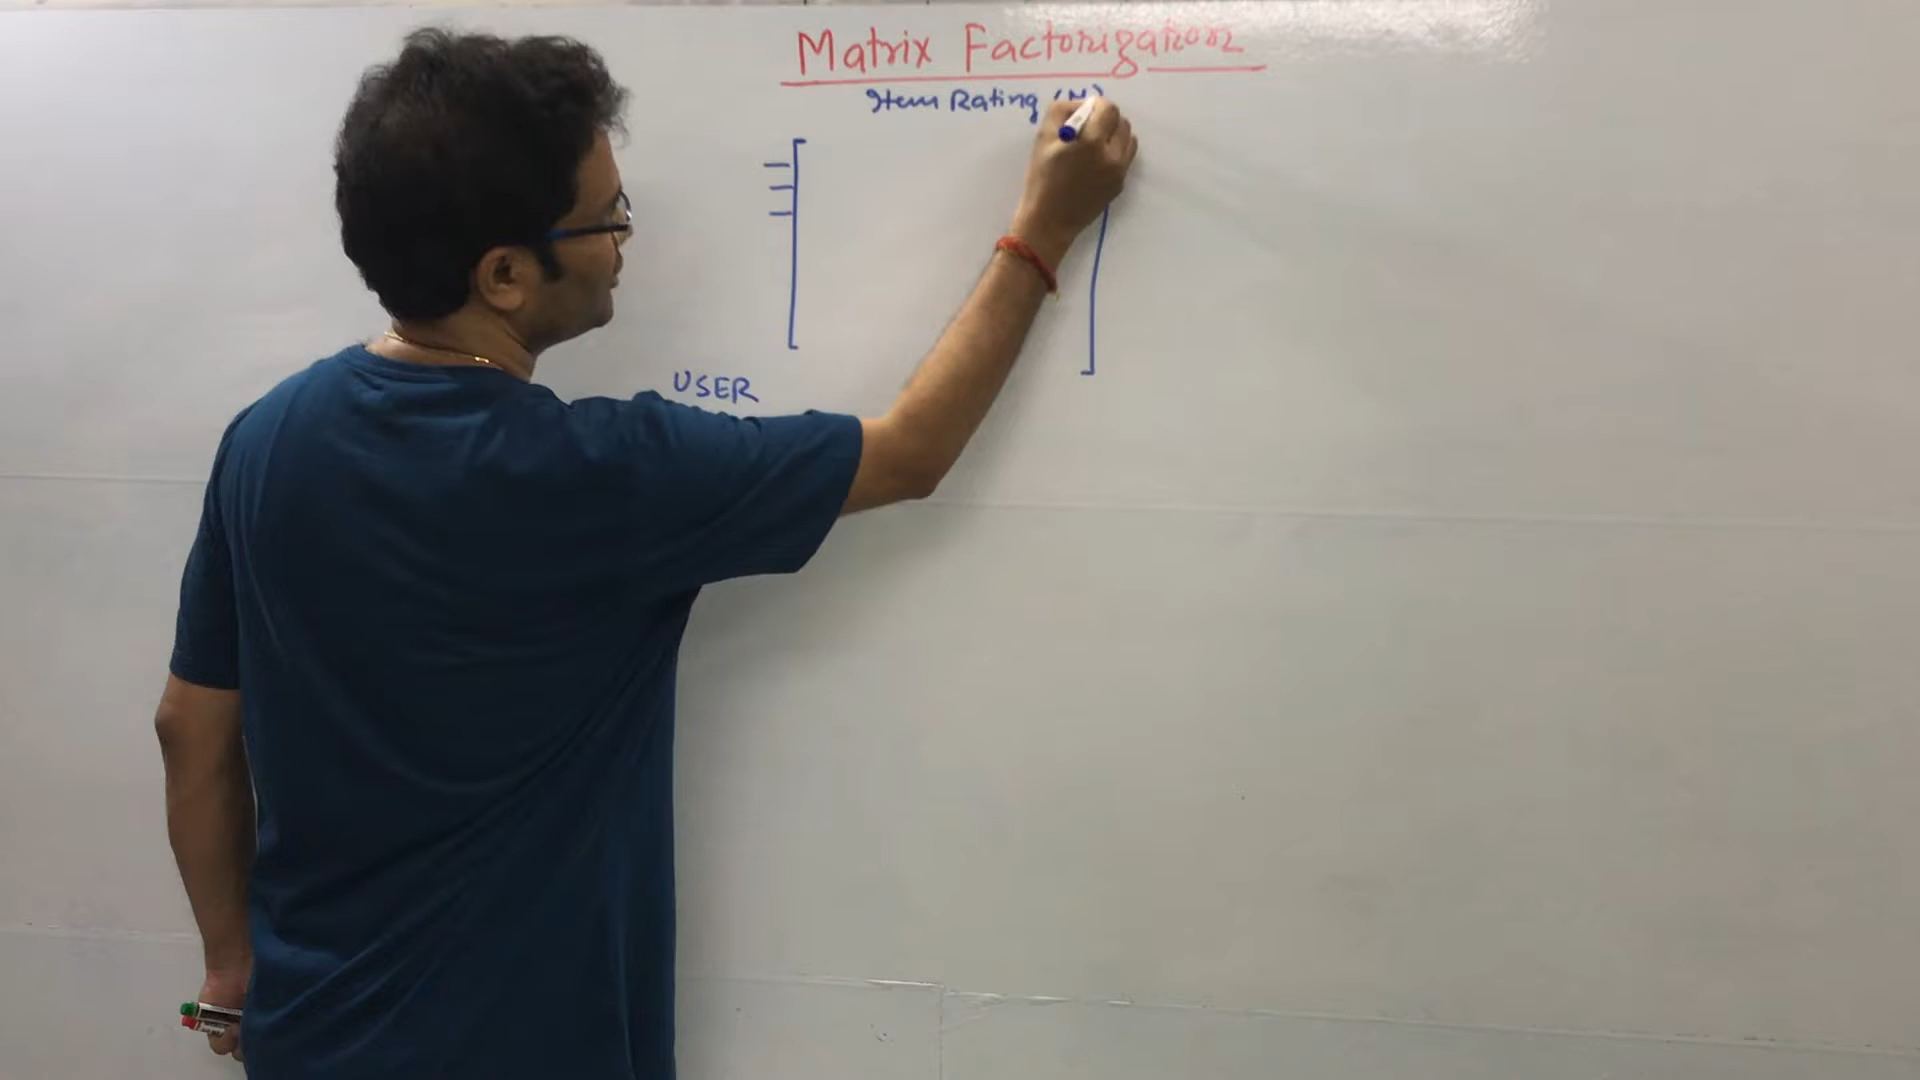 Matrix Factorization
Item Rating (N)
USER